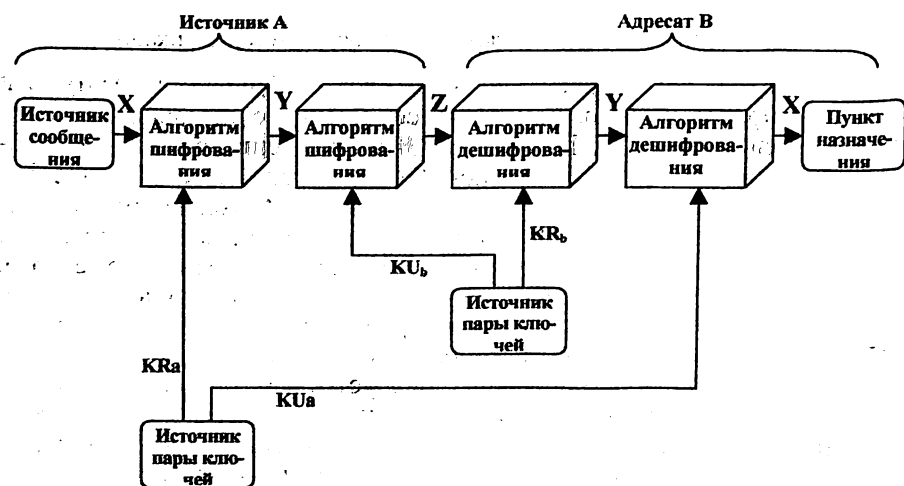 Источник А
Адресат В
X
Y
Z
Y
X
Источник
сообще-
ния
Алгоритм
шифрова-
ния
Алгоритм
шифрова-
ния
Алгоритм
дешифрова-
ния
Алгоритм
дешифрова-
ния
Пункт
назначе-
ния
KRb
KUb
Источник
пары клю-
чей
KRa
KUa
Источник
пары клю-
чей